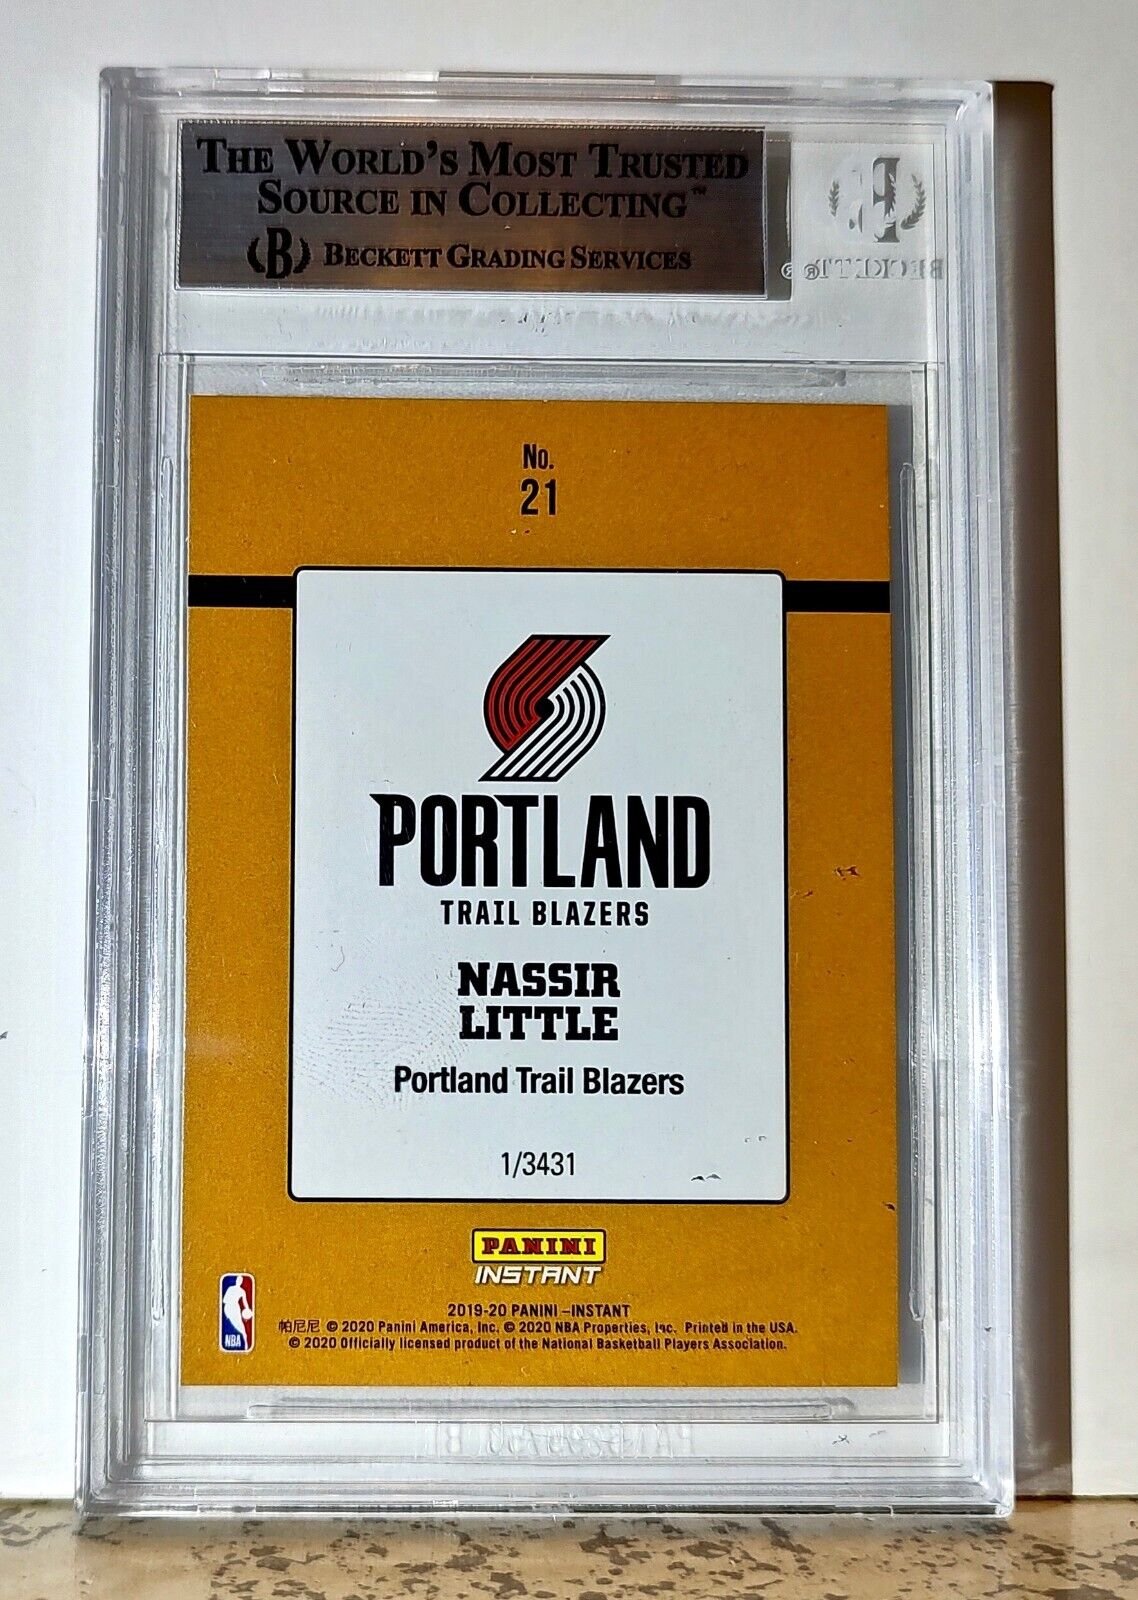 THE WORLD'S MOST TRUSTED
SOURCE IN COLLECTING™
B BECKETT GRADING SERVICES
BECKETT ®
No.
21
PORTLAND
TRAIL BLAZERS
NASSIR
LITTLE
Portland Trail Blazers
1/3431
PANINI
INSTANT
NBA
2019-20 PANINI –INSTANT
帕尼尼 © 2020 Panini America, Inc. © 2020 NBA Properties, Inc. Printed in the USA.
© 2020 Officially licensed product of the National Basketball Players Association.